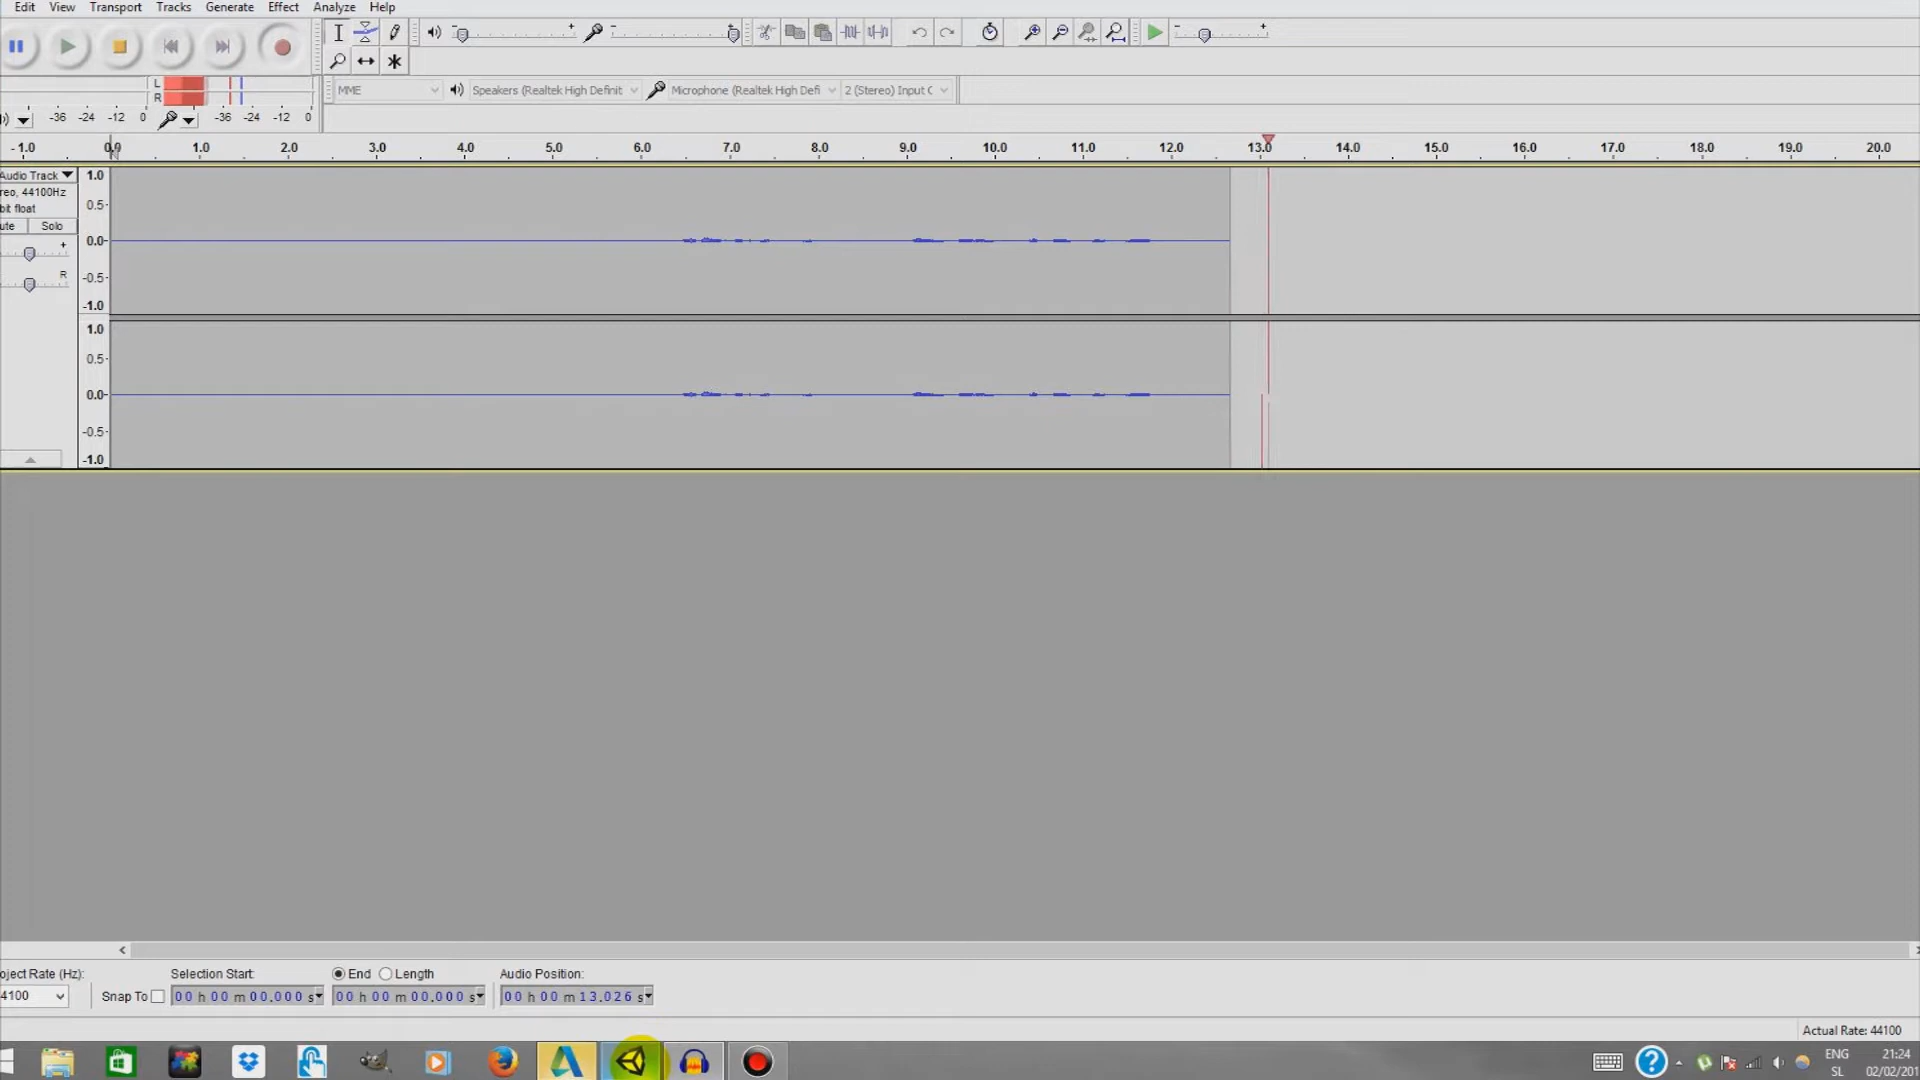 Edit View Transport Tracks Generate Effect Analyze Help
L
R
MME Speakers (Realtek High Definit Microphone (Realtek High Defi 2 (Stereo) Input C
-36 -24 -12 0 -36 -24 -12 0
- 1.0 0.0 1.0 2.0 3.0 4.0 5.0 6.0 7.0 8.0 9.0 10.0 11.0 12.0 13.0 14.0 15.0 16.0 17.0 18.0 19.0 20.0
Audio Track 1.0
reo, 44100Hz
bit float 0.5-
ute Solo
+ 0.0-
R -0.5-
-1.0
1.0
0.5-
0.0-
-0.5-
-1.0
oject Rate (Hz): Selection Start: End Length Audio Position:
4100 Snap To 00 h 00 m 00.000 s 00 h 00 m 00.000 s 00 h 00 m 13.026 s
Actual Rate: 44100
ENG 21:24
SL 02/02/201